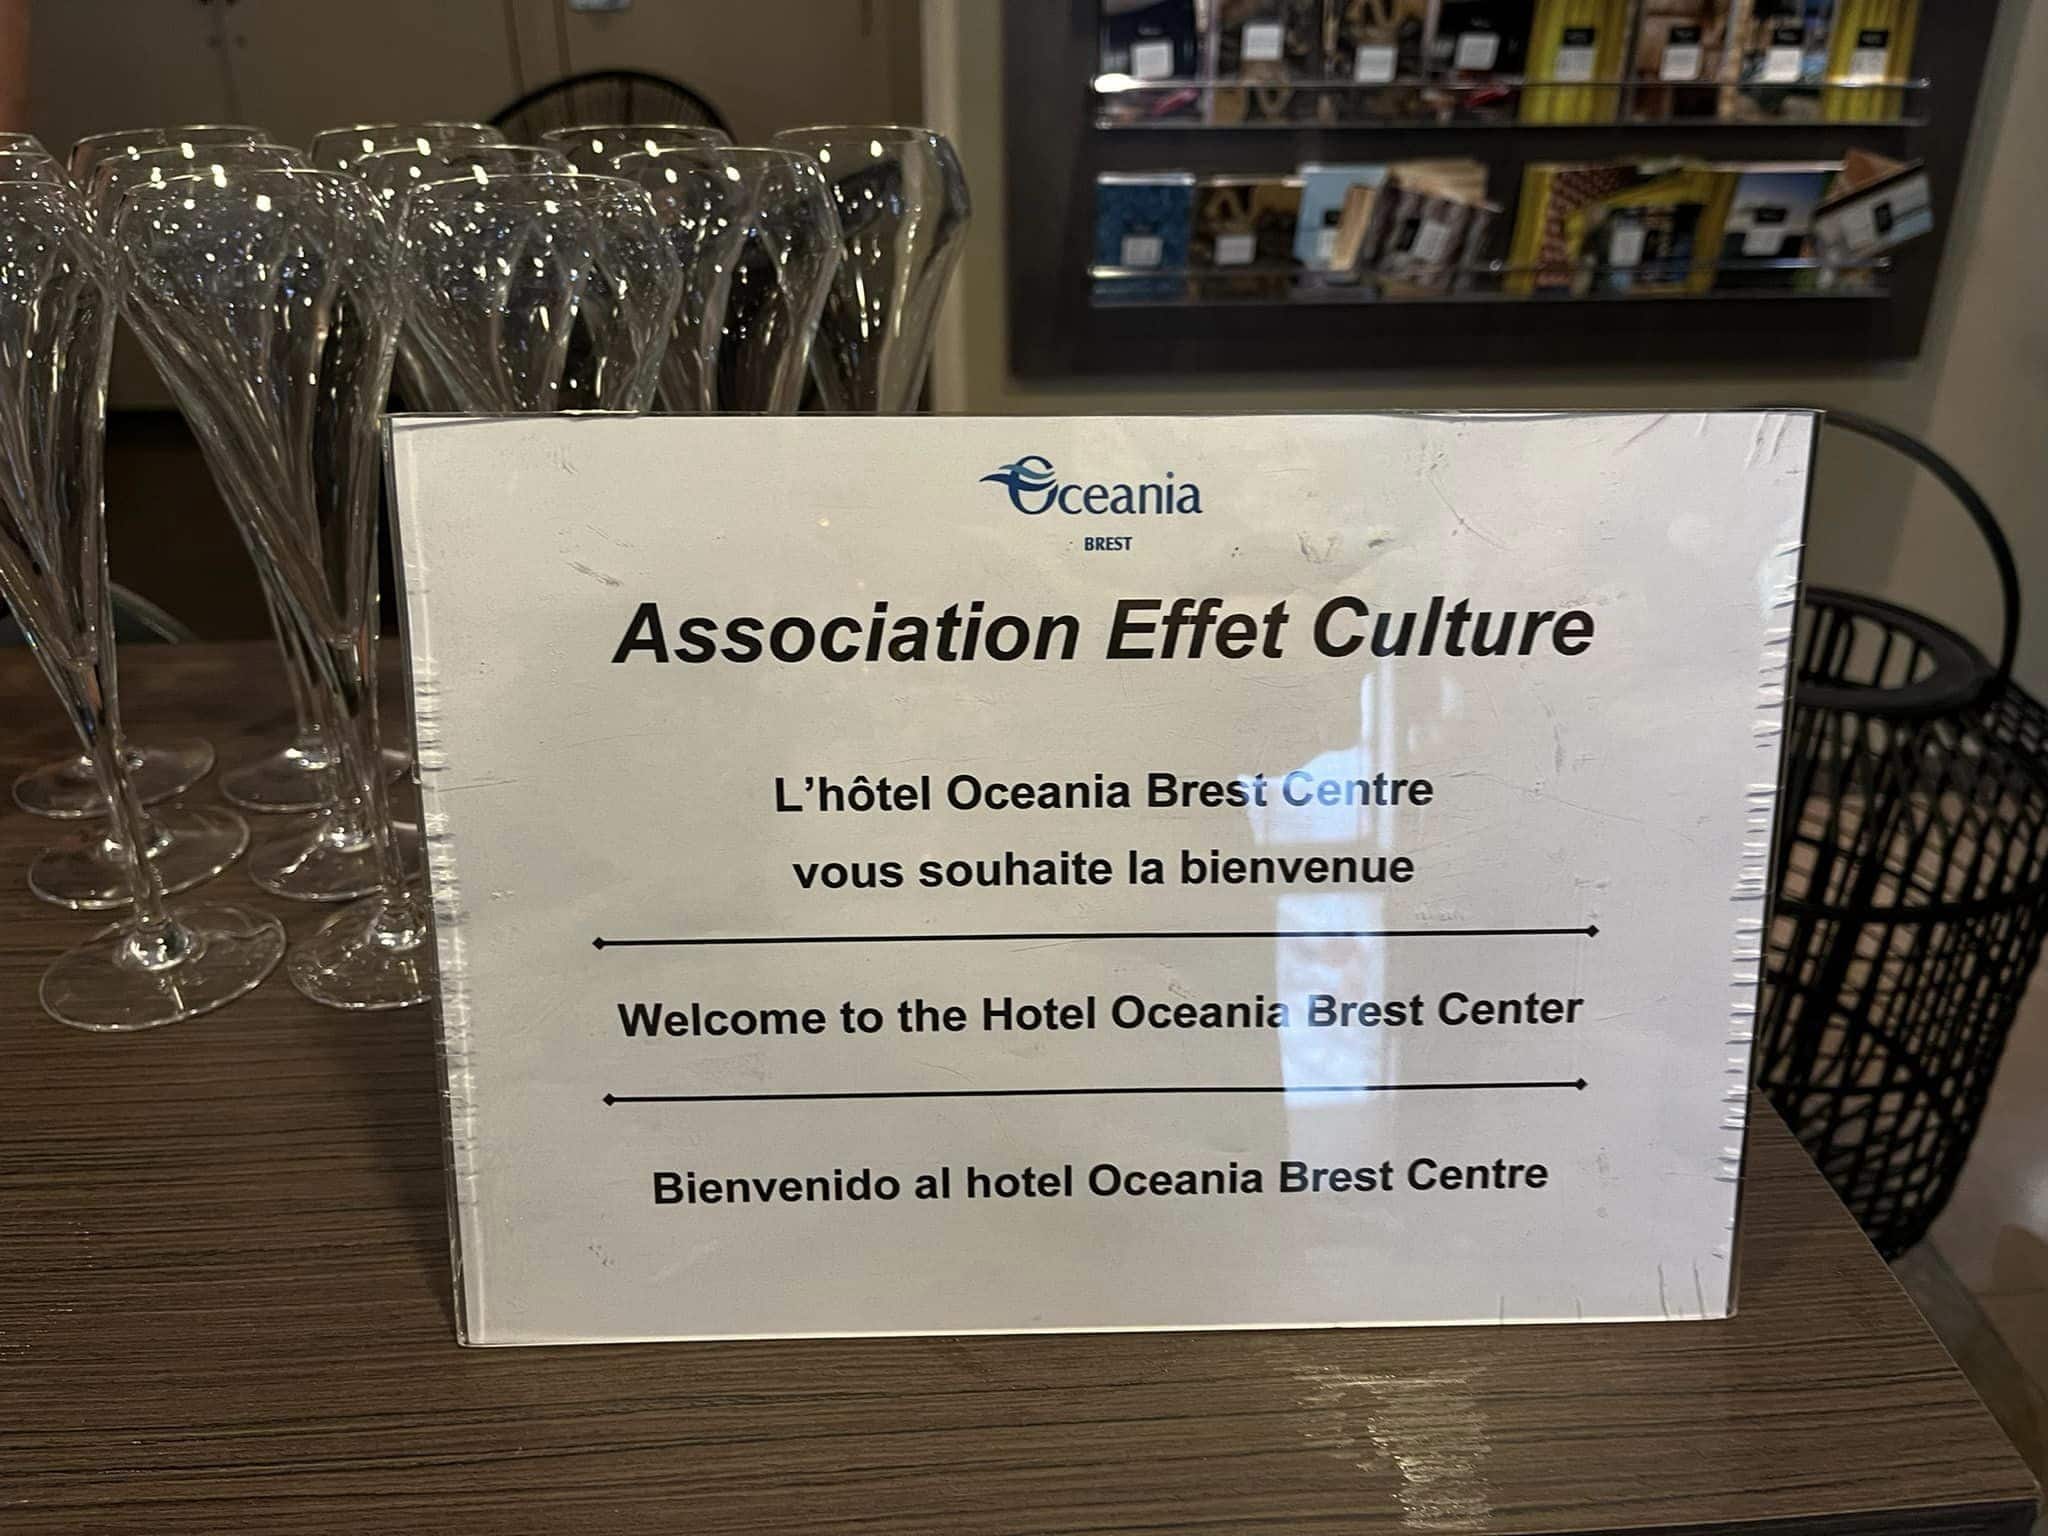 Oceania
BREST
Association Effet Culture
L’hôtel Oceania Brest Centre
vous souhaite la bienvenue
Welcome to the Hotel Oceania Brest Center
Bienvenido al hotel Oceania Brest Centre